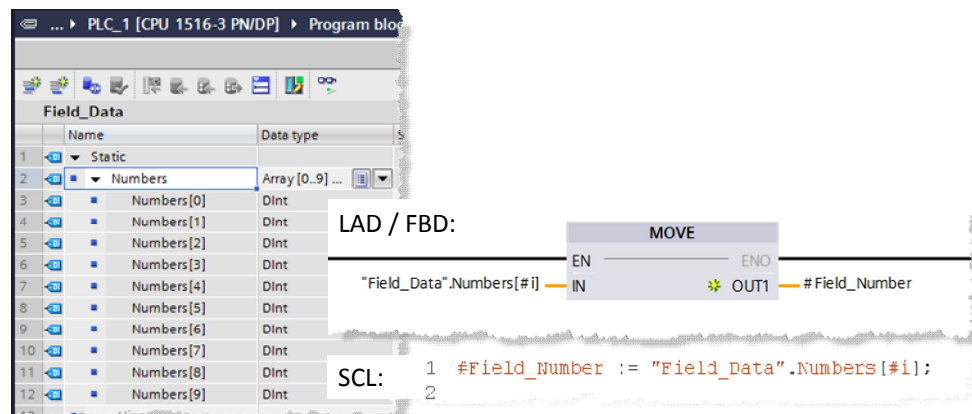 ... PLC_1 [CPU 1516-3 PN/DP] Program bloc
Field_Data
Name Data type
1 Static
2 Numbers Array [0..9] ...
3 Numbers[0] DInt
4 Numbers[1] DInt
5 Numbers[2] DInt
6 Numbers[3] DInt
7 Numbers[4] DInt
8 Numbers[5] DInt
9 Numbers[6] DInt
10 Numbers[7] DInt
11 Numbers[8] DInt
12 Numbers[9] DInt
LAD / FBD:
MOVE
EN ENO
"Field_Data".Numbers[#i] IN OUT1 #Field_Number
SCL:
1 #Field_Number := "Field_Data".Numbers[#i];
2